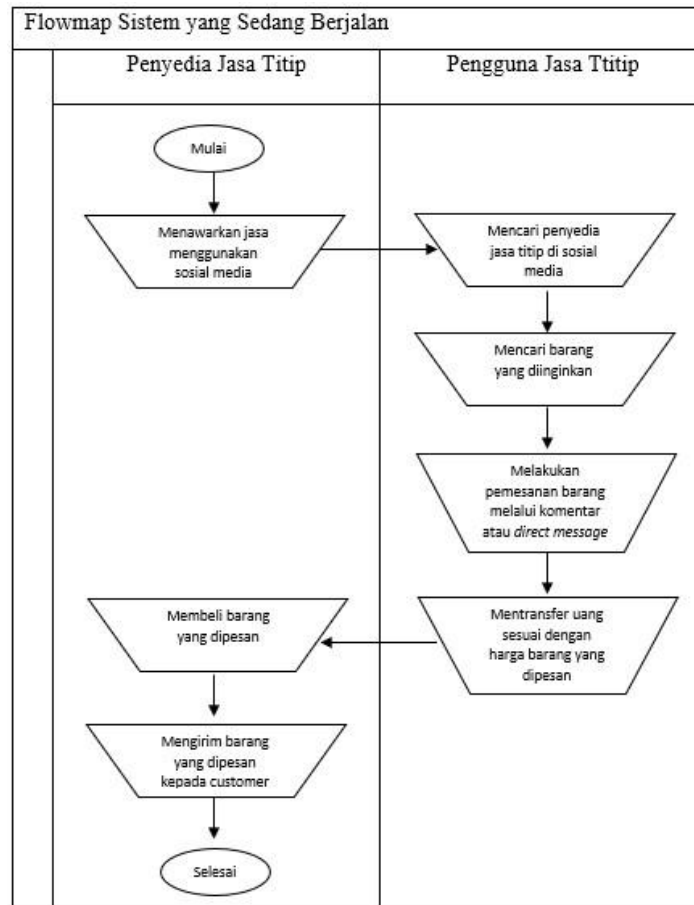 Flowmap Sistem yang Sedang Berjalan
Penyedia Jasa Titip
Pengguna Jasa Ttitip
Mulai
Menawarkan jasa
menggunakan
sosial media
Mencari penyedia
jasa titip di sosial
media
Mencari barang
yang diinginkan
Melakukan
pemesanan barang
melalui komentar
atau direct message
Mentransfer uang
sesuai dengan
harga barang yang
dipesan
Membeli barang
yang dipesan
Mengirim barang
yang dipesan
kepada customer
Selesai